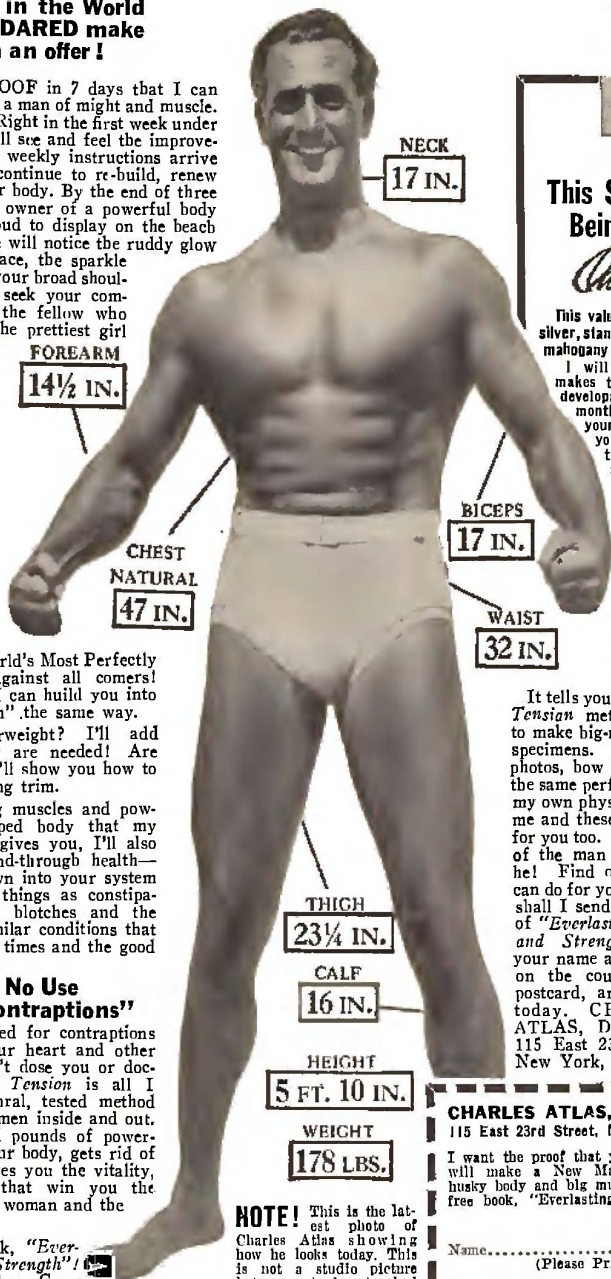 in the World
DARED make
an offer!
OOF in 7 days that I can
a man of might and muscle.
Right in the first week under
ll see and feel the improve-
weekly instructions arrive
continue to re-build, renew
r body. By the end of three
owner of a powerful body
oud to display on the beach
e will notice the ruddy glow
ace, the sparkle
your broad shoul-
seek your com-
the fellow who
he prettiest girl
FOREARM
14½ IN.
NECK
17 IN.
CHEST
NATURAL
47 IN.
BICEPS
17 IN.
WAIST
32 IN.
THIGH
23¼ IN.
CALF
16 IN.
HEIGHT
5 FT. 10 IN.
WEIGHT
178 LBS.
rld's Most Perfectly
gainst all comers!
I can huild you into
n" .the same way.
rweight? I'll add
are needed! Are
'll show you how to
ng trim.
g muscles and pow-
ped body that my
gives you, I'll also
nd-through health—
wn into your system
things as constipa-
blotches and the
milar conditions that
times and the good
No Use
ontraptions"
ed for contraptions
ur heart and other
't dose you or doc-
Tension is all I
ural, tested method
men inside and out.
pounds of power-
ur body, gets rid of
es you the vitality,
that win you the
woman and the
k, "Ever-
Strength"!
NOTE! This is the lat-
est photo of
Charles Atlas showing
how he looks today. This
is not a studio picture
This S
Bein
This valu
silver, stan
mahogany
I will
makes t
develop
month
your
yo
t
It tells you
Tension met
to make big-m
specimens.
photos, bow
the same perf
my own phys
me and these
for you too.
of the man
he! Find o
can do for yo
shall I send
of "Everlast
and Streng
your name a
on the cou
postcard, a
today. CH
ATLAS, D
115 East 23
New York,
CHARLES ATLAS,
115 East 23rd Street,
I want the proof that y
will make a New Ma
husky body and big mu
free book, "Everlastin
Name
(Please Pr